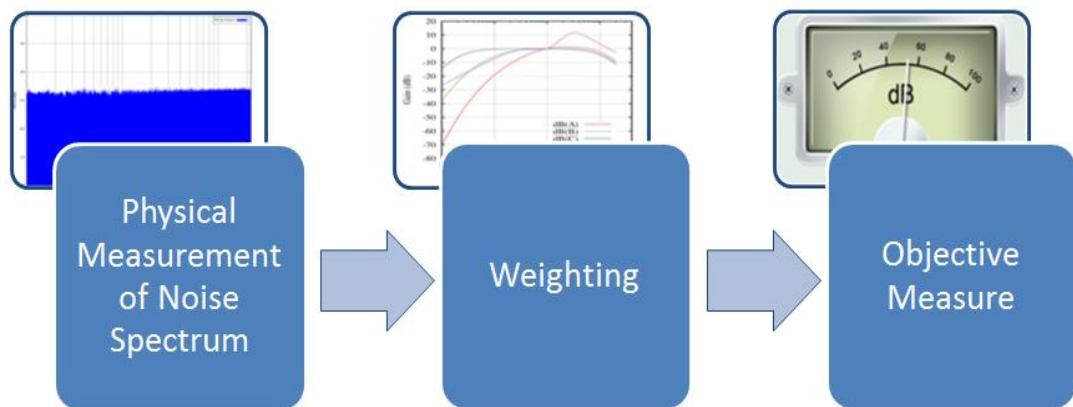 20
10
0
-10
-20
-30
-40
-50
-60
-70
-80
Gain (dB)
dB(A)
dB(B)
dB(C)
0 20 40 60 80 100
dB
Physical
Measurement
of Noise
Spectrum
Weighting
Objective
Measure